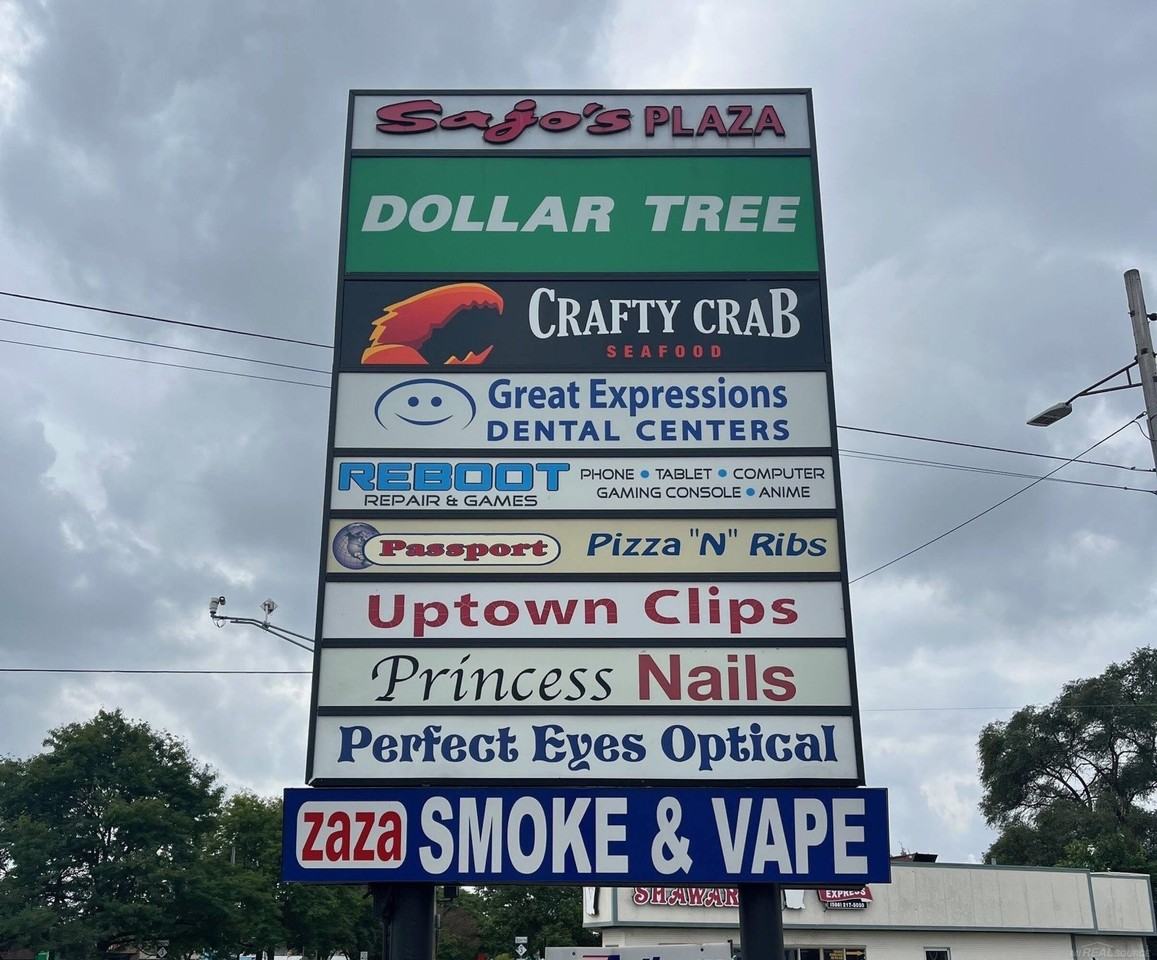 Sajo's PLAZA
DOLLAR TREE
CRAFTY CRAB
SEAFOOD
Great Expressions
DENTAL CENTERS
REBOOT
REPAIR & GAMES
PHONE • TABLET • COMPUTER
GAMING CONSOLE • ANIME
Passport Pizza "N" Ribs
Uptown Clips
Princess Nails
Perfect Eyes Optical
zaza SMOKE & VAPE
EXPRESS